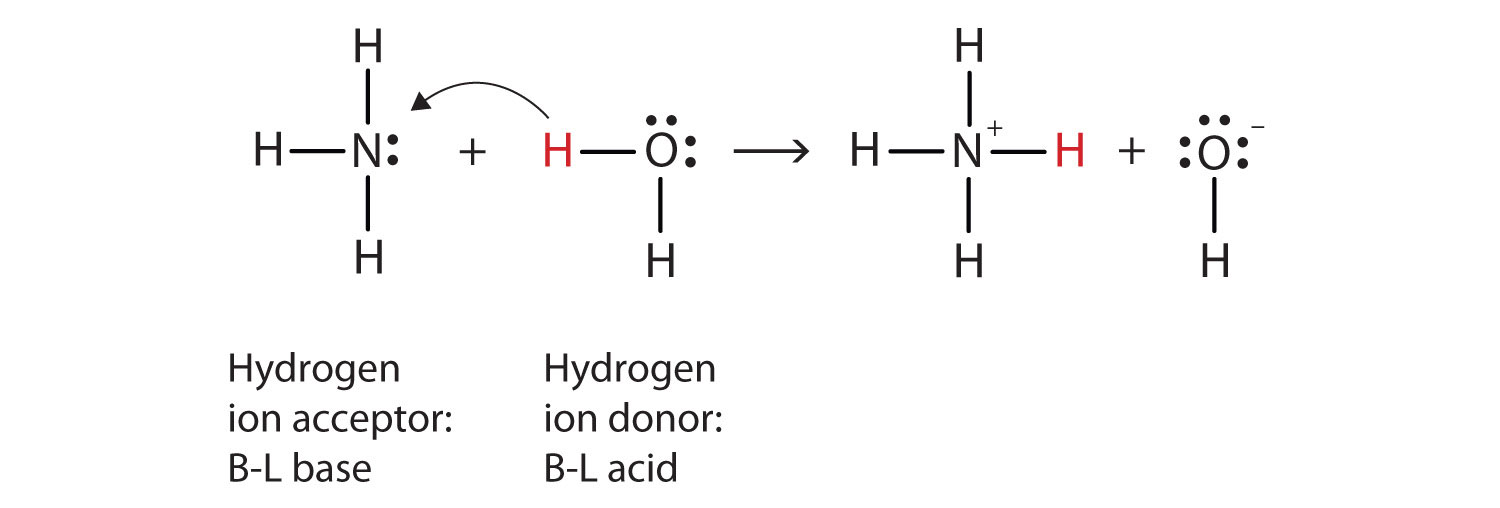 H H
H N: + H O: → H N+ H + :O:−
H H H H
Hydrogen Hydrogen
ion acceptor: ion donor:
B-L base B-L acid